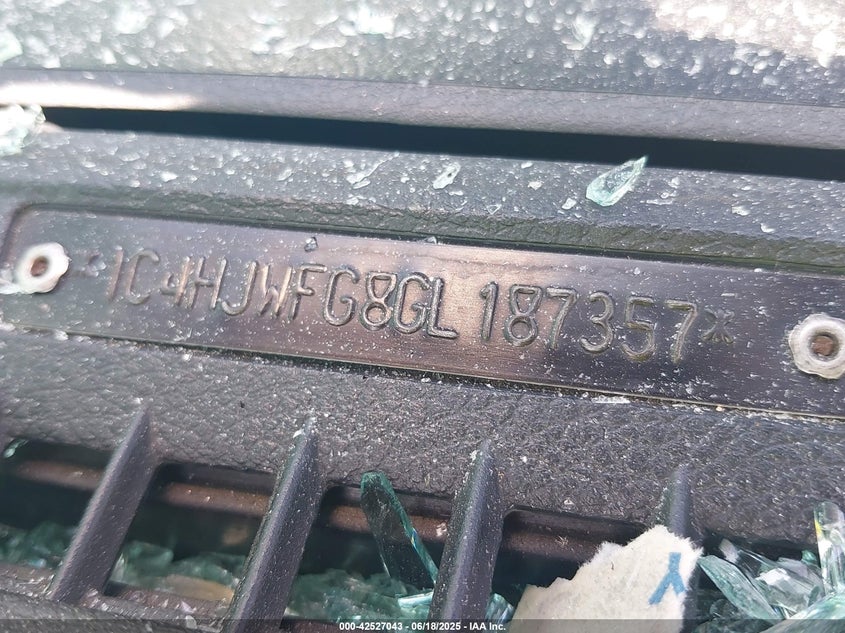 *1C4HJWFG8GL187357*
Y
000-42527043 - 06/18/2025 - IAA Inc.